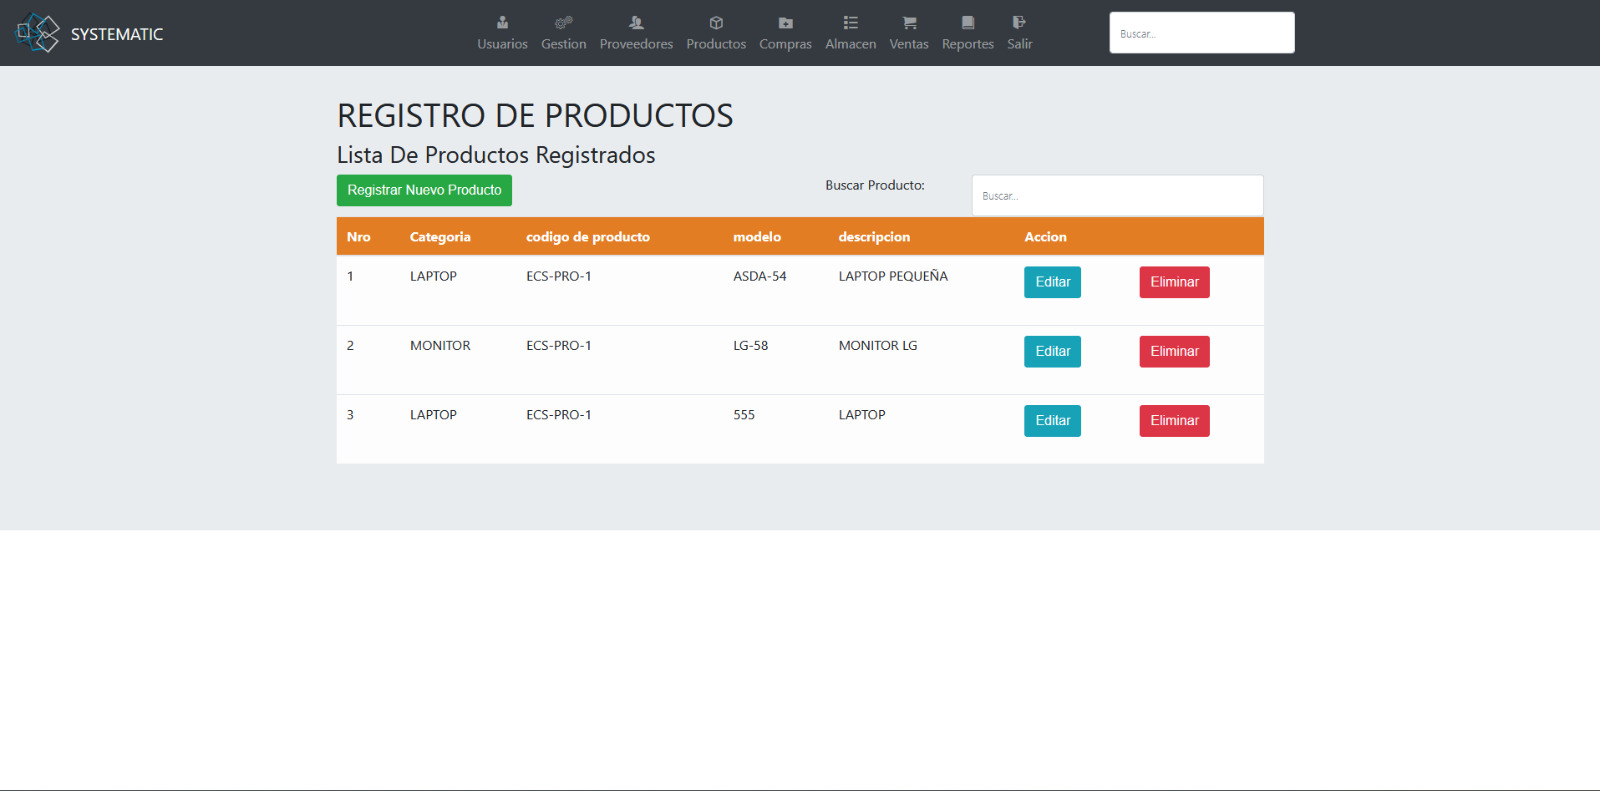 SYSTEMATIC
Usuarios Gestion Proveedores Productos Compras Almacen Ventas Reportes Salir
Buscar...
REGISTRO DE PRODUCTOS
Lista De Productos Registrados
Registrar Nuevo Producto
Buscar Producto:
Buscar...
Nro Categoria codigo de producto modelo descripcion Accion
1 LAPTOP ECS-PRO-1 ASDA-54 LAPTOP PEQUEÑA Editar Eliminar
2 MONITOR ECS-PRO-1 LG-58 MONITOR LG Editar Eliminar
3 LAPTOP ECS-PRO-1 555 LAPTOP Editar Eliminar